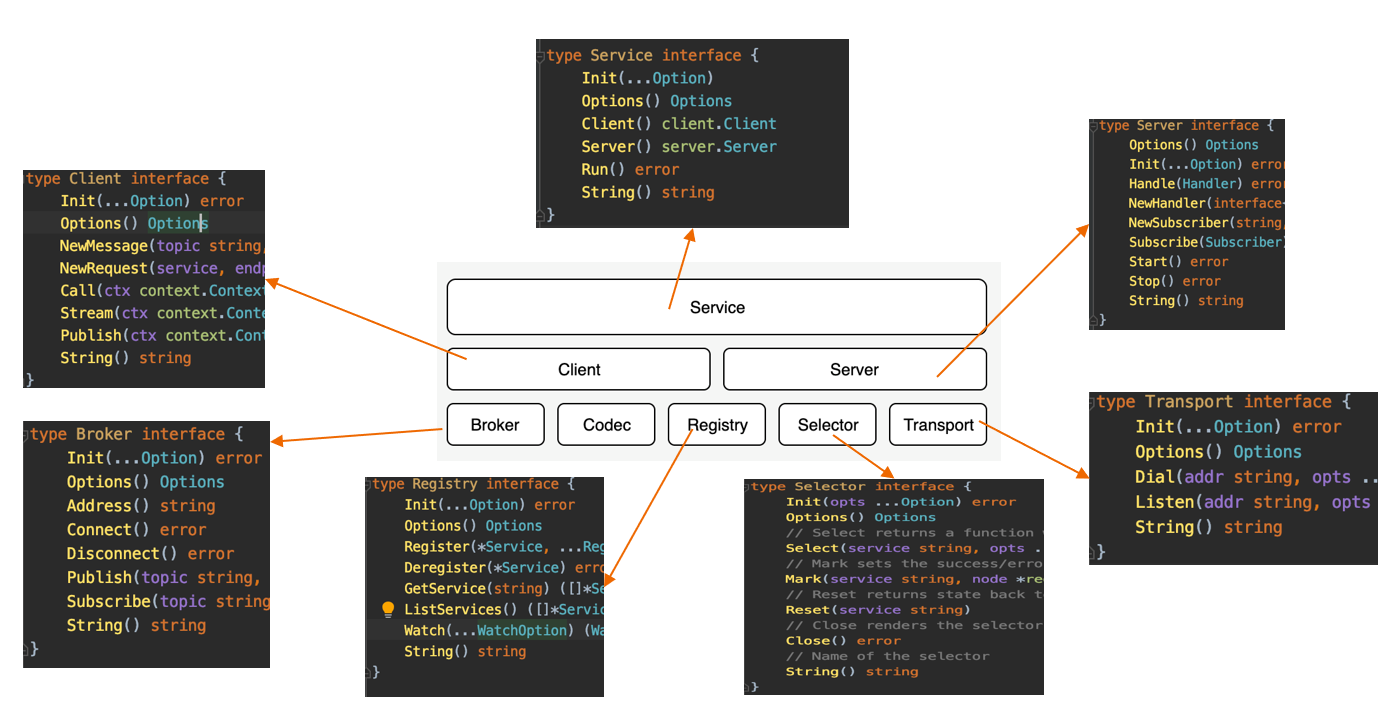 type Service interface {
Init(...Option)
Options() Options
Client() client.Client
Server() server.Server
Run() error
String() string
}
type Server interface {
Options() Options
Init(...Option) error
Handle(Handler) error
NewHandler(interface
NewSubscriber(string,
Subscribe(Subscriber)
Start() error
Stop() error
String() string
}
type Client interface {
Init(...Option) error
Options() Options
NewMessage(topic string,
NewRequest(service, endp
Call(ctx context.Context
Stream(ctx context.Conte
Publish(ctx context.Cont
String() string
}
Service
Client
Server
Broker
Codec
Registry
Selector
Transport
type Broker interface {
Init(...Option) error
Options() Options
Address() string
Connect() error
Disconnect() error
Publish(topic string,
Subscribe(topic string
String() string
}
type Registry interface {
Init(...Option) error
Options() Options
Register(*Service, ...Reg
Deregister(*Service) erro
GetService(string) ([]*Se
ListServices() ([]*Servic
Watch(...WatchOption) (Wa
String() string
}
type Selector interface {
Init(opts ...Option) error
Options() Options
// Select returns a function
Select(service string, opts ..
// Mark sets the success/erro
Mark(service string, node *re
// Reset returns state back t
Reset(service string)
// Close renders the selector
Close() error
// Name of the selector
String() string
}
type Transport interface {
Init(...Option) error
Options() Options
Dial(addr string, opts ..
Listen(addr string, opts
String() string
}